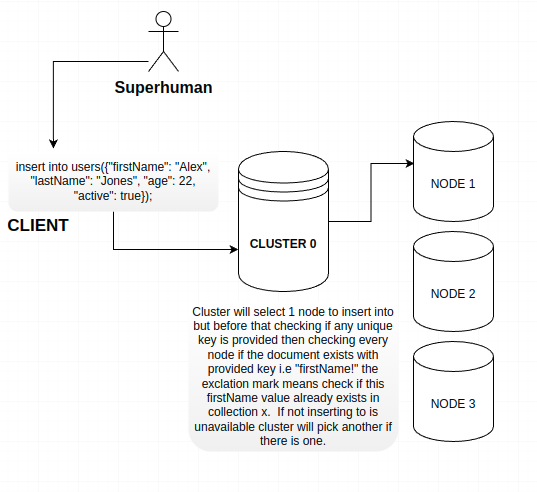 Superhuman
insert into users({"firstName": "Alex",
"lastName": "Jones", "age": 22,
"active": true});
CLIENT
CLUSTER 0
NODE 1
NODE 2
NODE 3
Cluster will select 1 node to insert into
but before that checking if any unique
key is provided then checking every
node if the document exists with
provided key i.e "firstName!" the
exclation mark means check if this
firstName value already exists in
collection x.  If not inserting to is
unavailable cluster will pick another if
there is one.